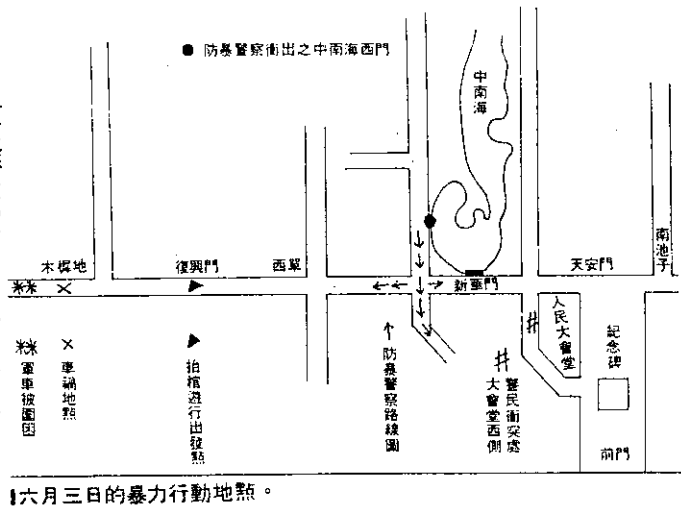 ● 防暴警察衝出之中南海西門
中南海
木樨地
復興門
西單
新華門
天安門
南池子
人民大會堂
紀念碑
前門
軍車被圍困
車禍地點
抬棺遊行出發點
防暴警察路線圖
警民衝突處
大會堂西側
六月三日的暴力行動地點。